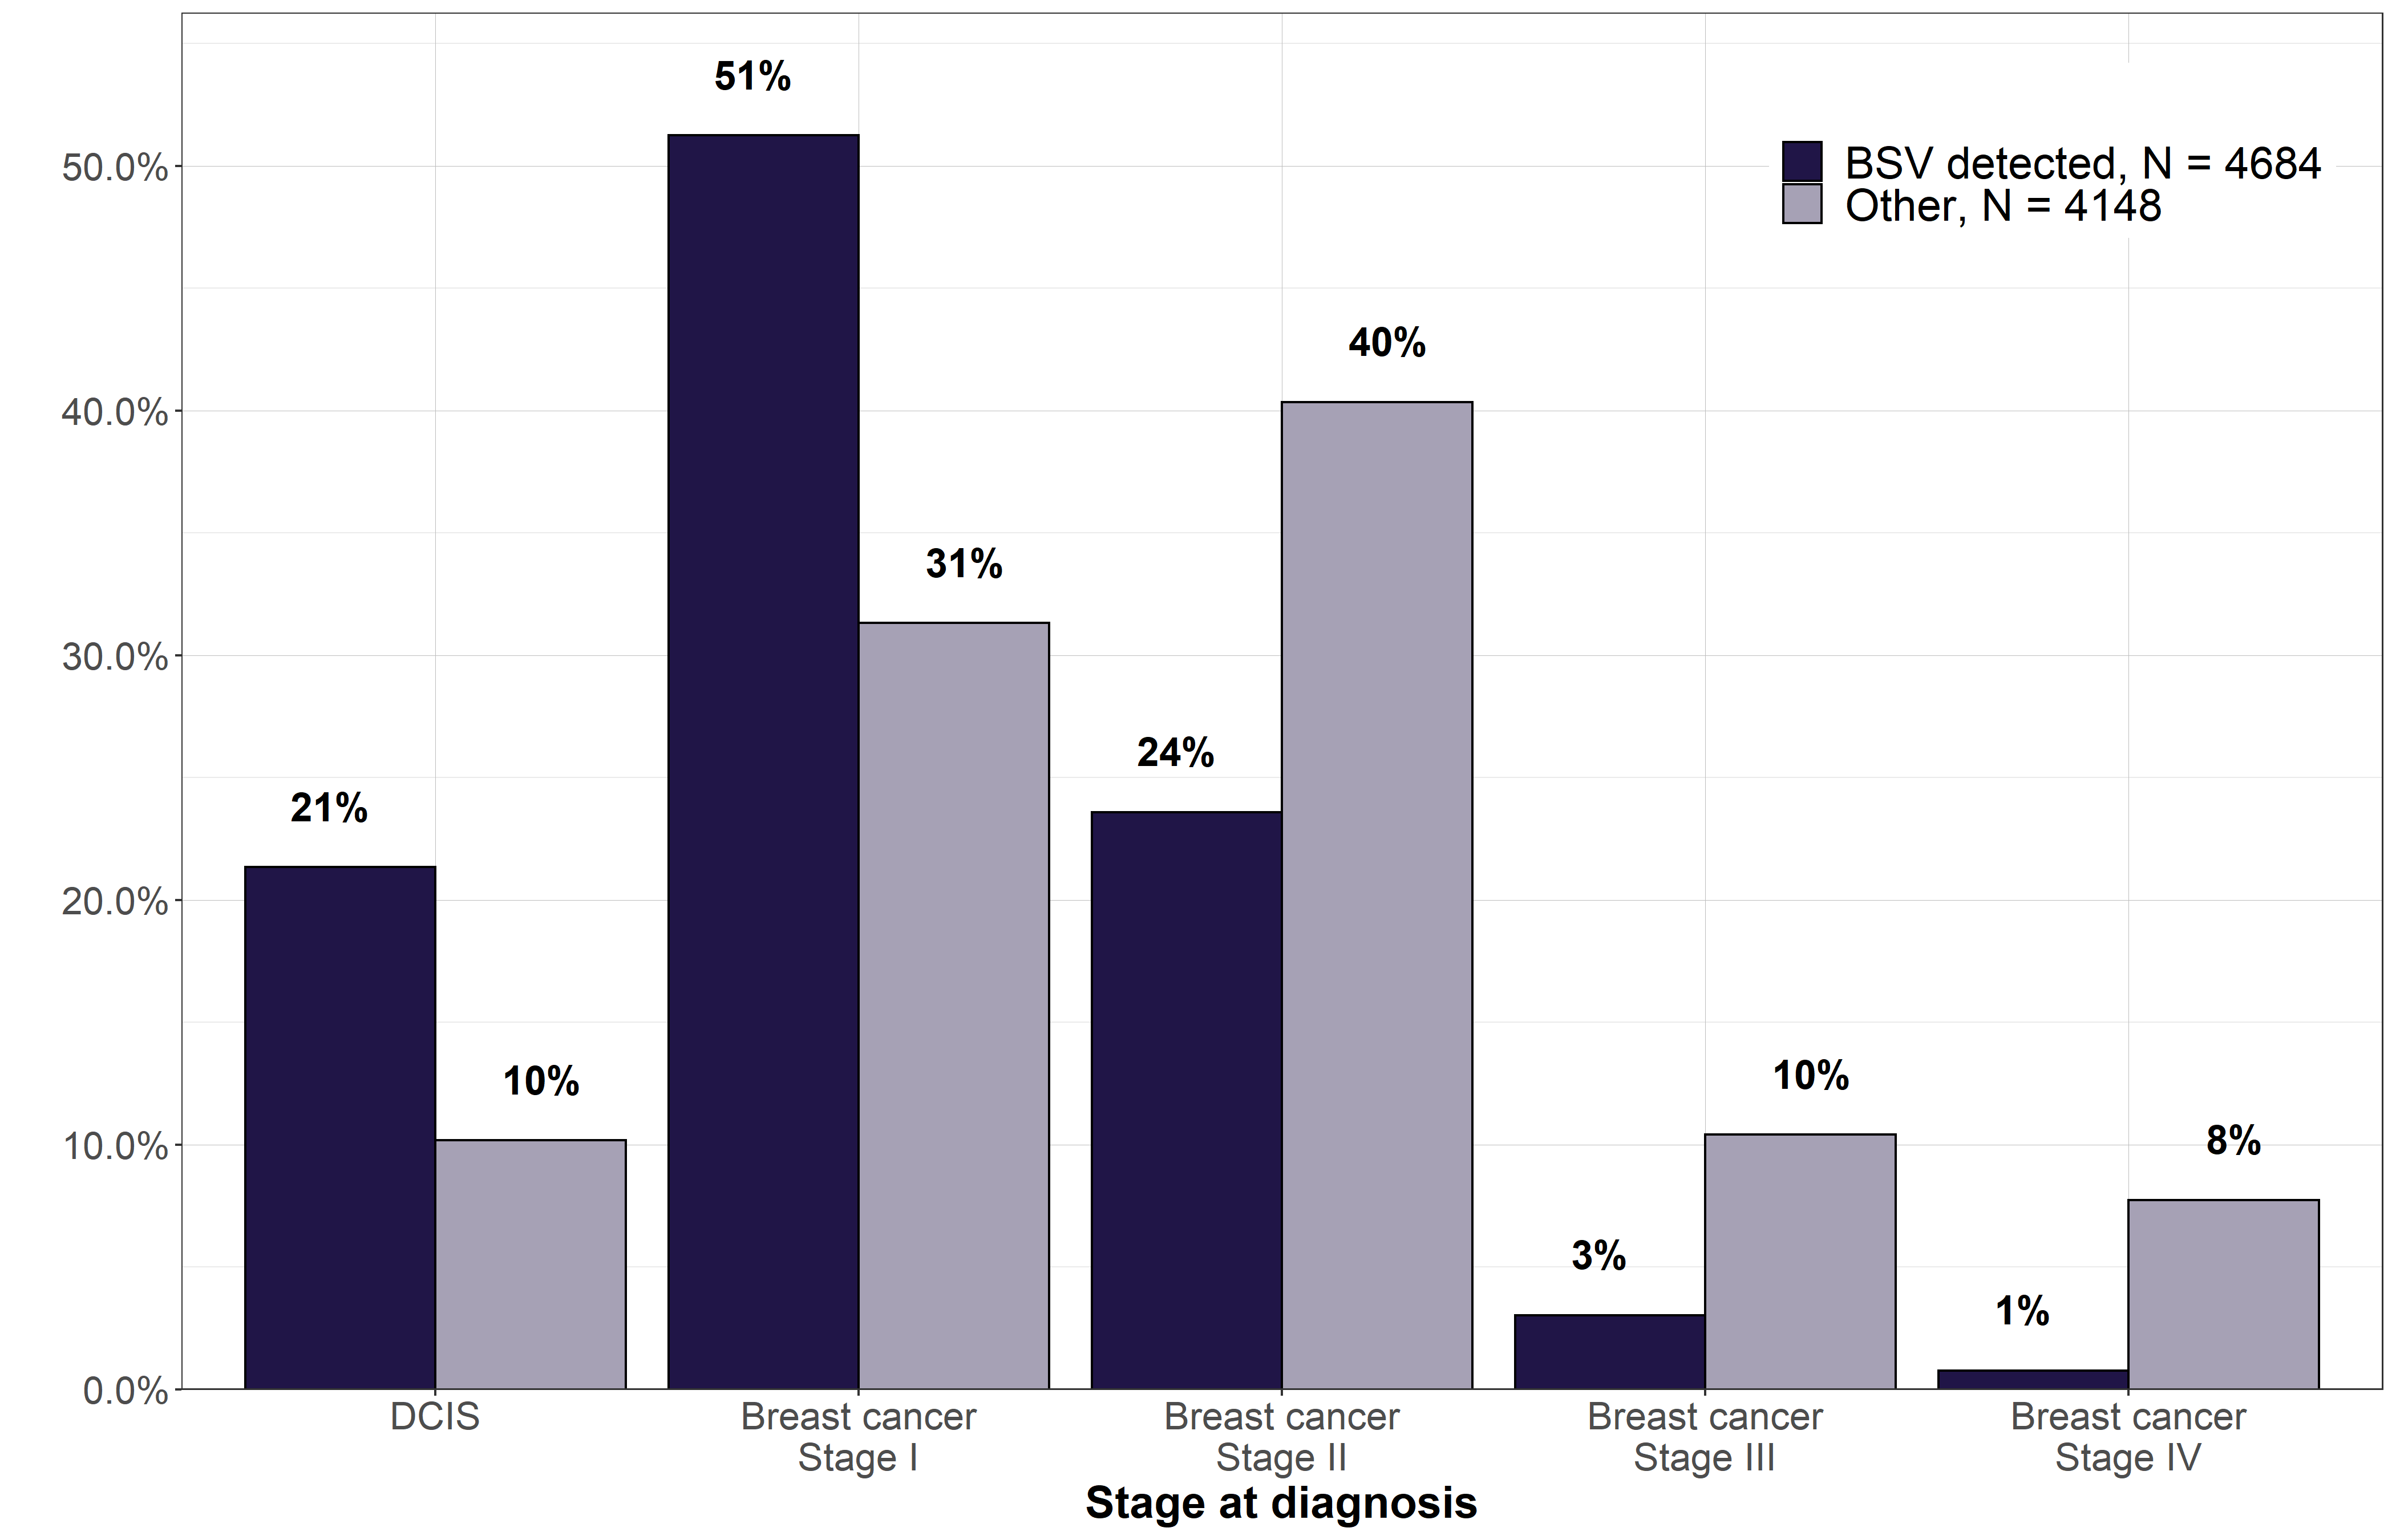 51%
50.0%
BSV detected, N = 4684
Other, N = 4148
40%
40.0%
31%
30.0%
24%
21%
20.0%
10%
10%
10.0%
8%
3%
1%
0.0%
DCIS
Breast cancer
Stage I
Breast cancer
Stage II
Breast cancer
Stage III
Breast cancer
Stage IV
Stage at diagnosis